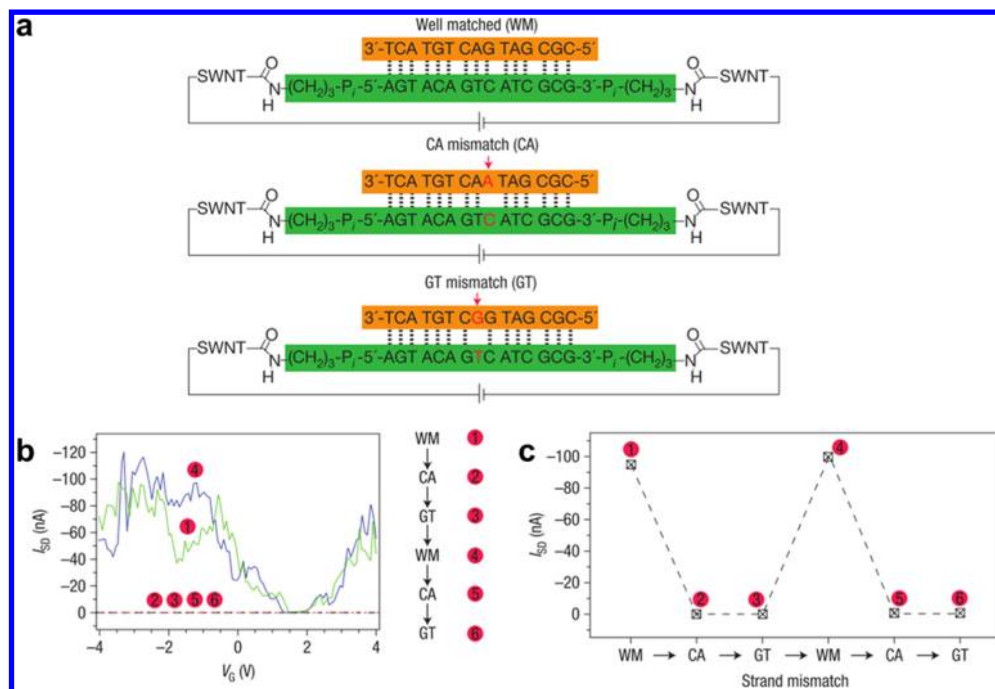 a
Well matched (WM)
3´-TCA TGT CAG TAG CGC-5´
SWNT O N H (CH2)3-Pi-5´-AGT ACA GTC ATC GCG-3´-Pi-(CH2)3 O N H SWNT
CA mismatch (CA)
3´-TCA TGT CAA TAG CGC-5´
SWNT O N H (CH2)3-Pi-5´-AGT ACA GTC ATC GCG-3´-Pi-(CH2)3 O N H SWNT
GT mismatch (GT)
3´-TCA TGT CGG TAG CGC-5´
SWNT O N H (CH2)3-Pi-5´-AGT ACA GTC ATC GCG-3´-Pi-(CH2)3 O N H SWNT
b
ISD (nA)
-120
-100
-80
-60
-40
-20
0
4
1
2 3 5 6
-4 -2 0 2 4
VG (V)
WM 1
CA 2
GT 3
WM 4
CA 5
GT 6
c
ISD (nA)
-100
-80
-60
-40
-20
0
1 4
2 3 5 6
WM CA GT WM CA GT
Strand mismatch